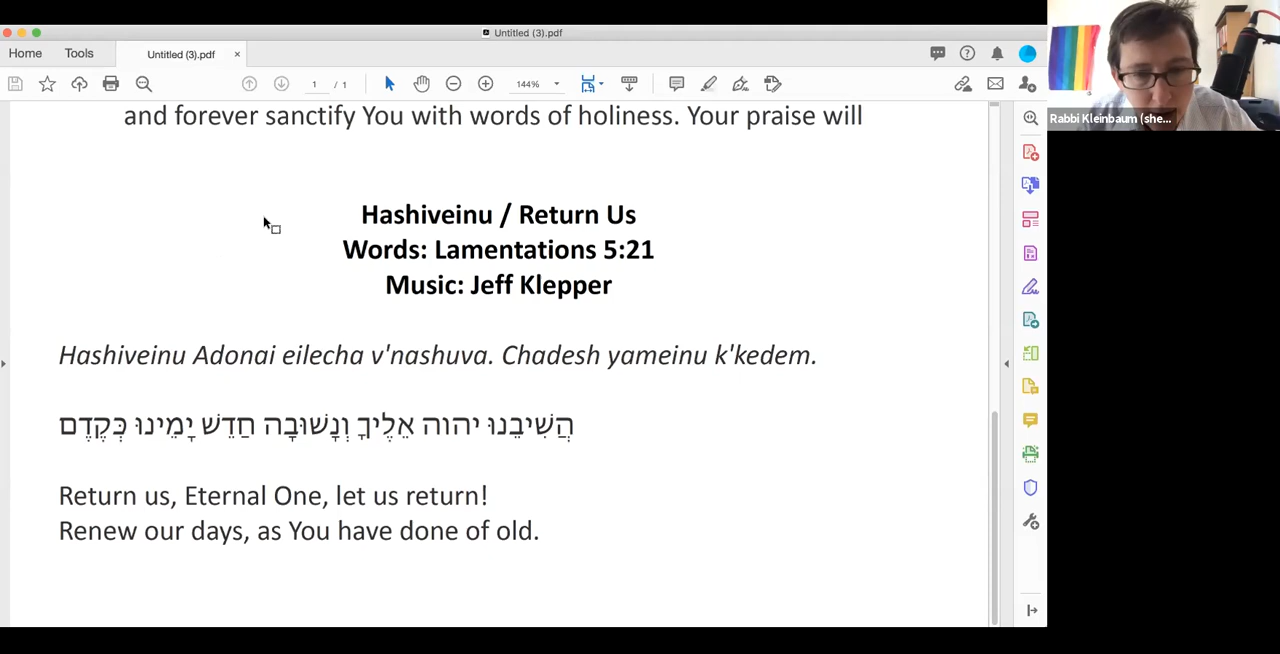 Untitled (3).pdf
Home
Tools
Untitled (3).pdf
×
1
/ 1
144%
Rabbi Kleinbaum (she...
and forever sanctify You with words of holiness. Your praise will
Hashiveinu / Return Us
Words: Lamentations 5:21
Music: Jeff Klepper
Hashiveinu Adonai eilecha v'nashuva. Chadesh yameinu k'kedem.
הֲשִׁיבֵנוּ יהוה אֵלֶיךָ וְנָשׁוּבָה חַדֵּשׁ יָמֵינוּ כְּקֶדֶם
Return us, Eternal One, let us return!
Renew our days, as You have done of old.